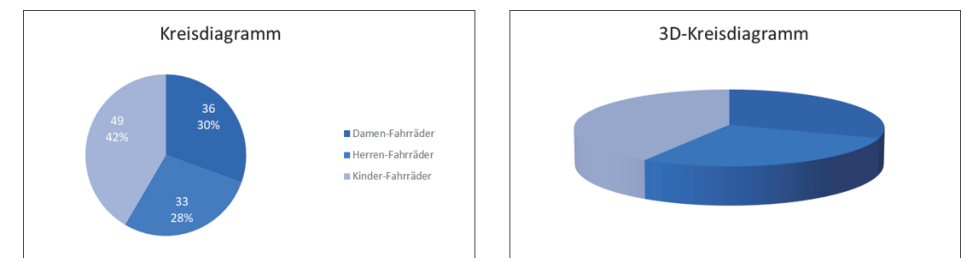 Kreisdiagramm
49
42%
36
30%
33
28%
Damen-Fahrräder
Herren-Fahrräder
Kinder-Fahrräder
3D-Kreisdiagramm